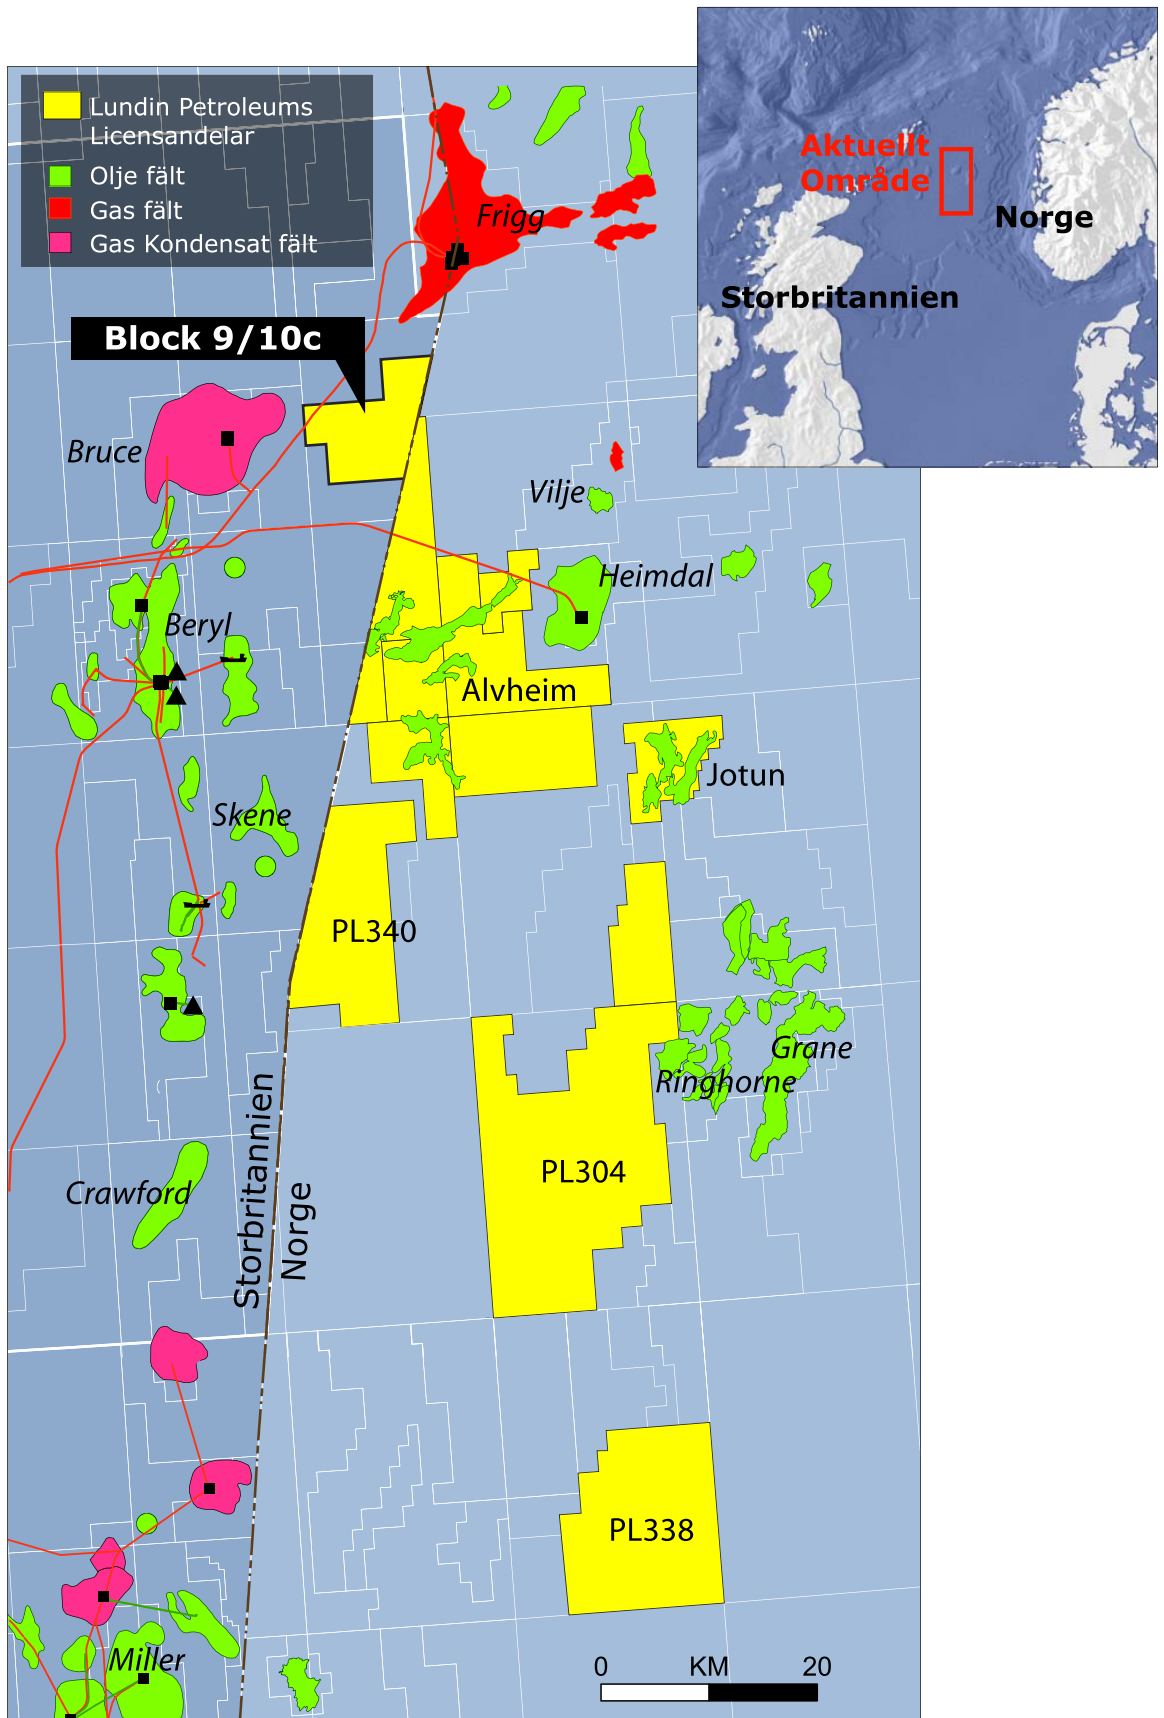 Lundin Petroleums
Licensandelar
Olje fält
Gas fält
Gas Kondensat fält
Aktuellt
Område
Norge
Storbritannien
Frigg
Block 9/10c
Bruce
Vilje
Heimdal
Beryl
Alvheim
Jotun
Skene
PL340
Grane
Ringhorne
PL304
Crawford
Storbritannien
Norge
PL338
Miller
0 KM 20